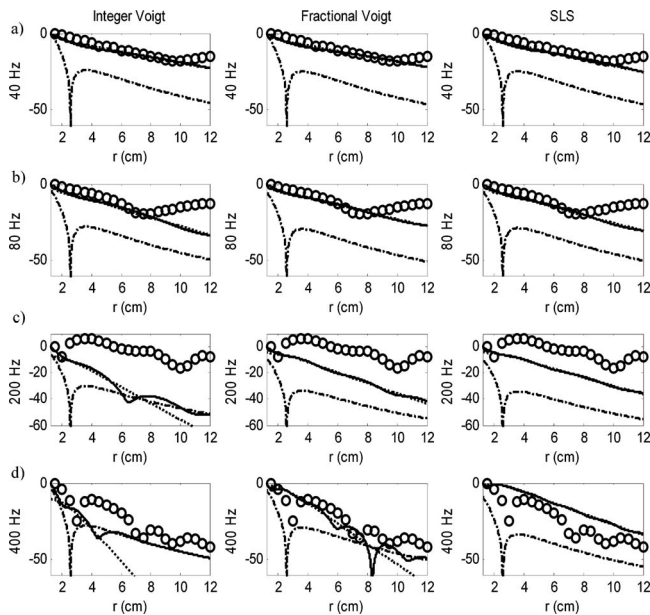 Integer Voigt Fractional Voigt SLS
a)
40 Hz 40 Hz 40 Hz
0 0 0
-50 -50 -50
2 4 6 8 10 12 2 4 6 8 10 12 2 4 6 8 10 12
r (cm) r (cm) r (cm)
b)
80 Hz 80 Hz 80 Hz
0 0 0
-50 -50 -50
2 4 6 8 10 12 2 4 6 8 10 12 2 4 6 8 10 12
r (cm) r (cm) r (cm)
c)
200 Hz 200 Hz 200 Hz
0 0 0
-20 -20 -20
-40 -40 -40
-60 -60 -60
2 4 6 8 10 12 2 4 6 8 10 12 2 4 6 8 10 12
r (cm) r (cm) r (cm)
d)
400 Hz 400 Hz 400 Hz
0 0 0
-50 -50 -50
2 4 6 8 10 12 2 4 6 8 10 12 2 4 6 8 10 12
r (cm) r (cm) r (cm)